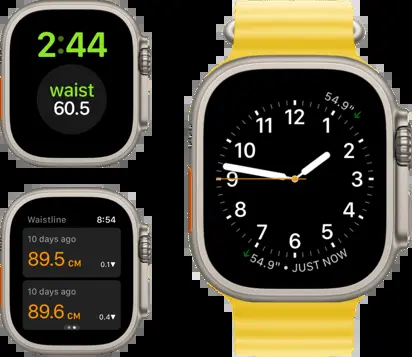 2:44
waist
60.5
Waistline 8:54
10 days ago
89.5 CM 0.1▼
10 days ago
89.6 CM 0.4▼
54.9" ↓
12
1
2
3
4
5
6
7
8
9
10
11
↓54.9" • JUST NOW